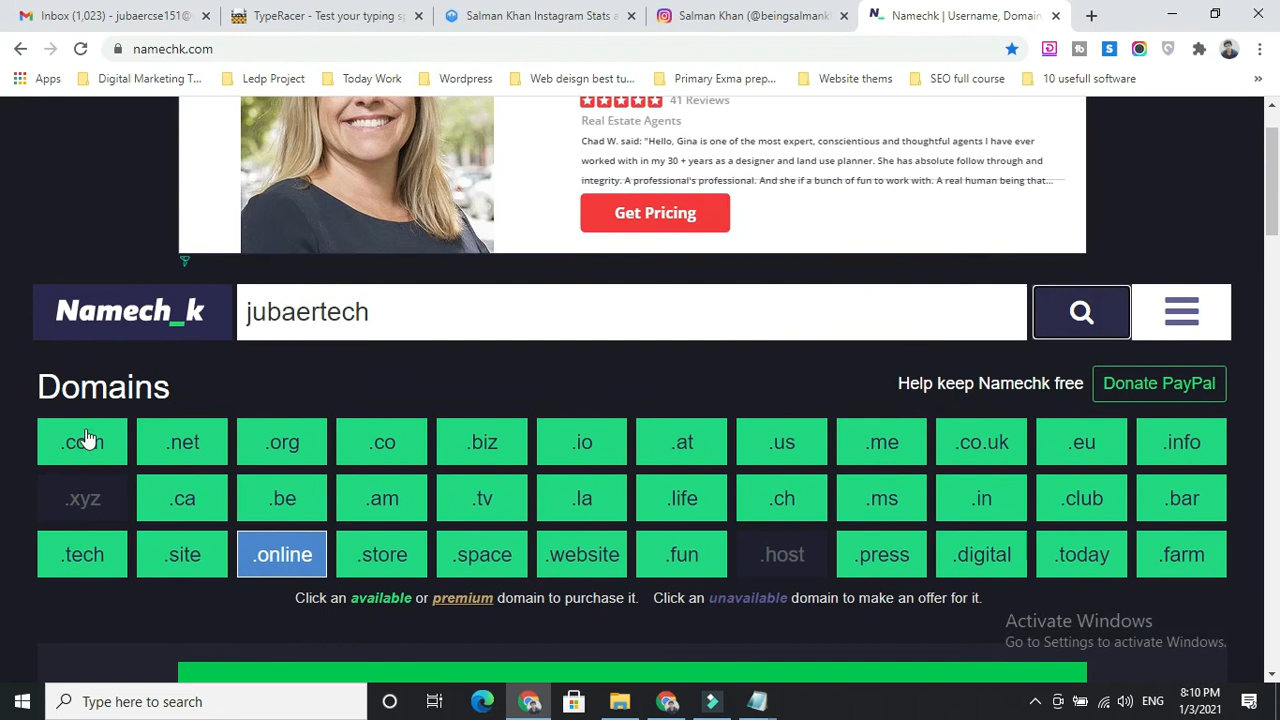 Inbox (1,023) - jubaercse151@
TypeRacer - Test your typing sp
Salman Khan Instagram Stats a
Salman Khan (@beingsalmank
Namechk | Username, Domain
namechk.com
Apps
Digital Marketing T...
Ledp Project
Today Work
Wordpress
Web deisgn best tu...
Primary Exma prep...
Website thems
SEO full course
10 usefull software
41 Reviews
Real Estate Agents
Chad W. said: "Hello, Gina is one of the most expert, conscientious and thoughtful agents I have ever
worked with in my 30 + years as a designer and land use planner. She has absolute follow through and
integrity. A professional's professional. And she if a bunch of fun to work with. A real human being that...
Get Pricing
Namech_k
jubaertech
Domains
Help keep Namechk free
Donate PayPal
.com .net .org .co .biz .io .at .us .me .co.uk .eu .info
.xyz .ca .be .am .tv .la .life .ch .ms .in .club .bar
.tech .site .online .store .space .website .fun .host .press .digital .today .farm
Click an available or premium domain to purchase it. Click an unavailable domain to make an offer for it.
Activate Windows
Go to Settings to activate Windows.
Type here to search
ENG
8:10 PM
1/3/2021